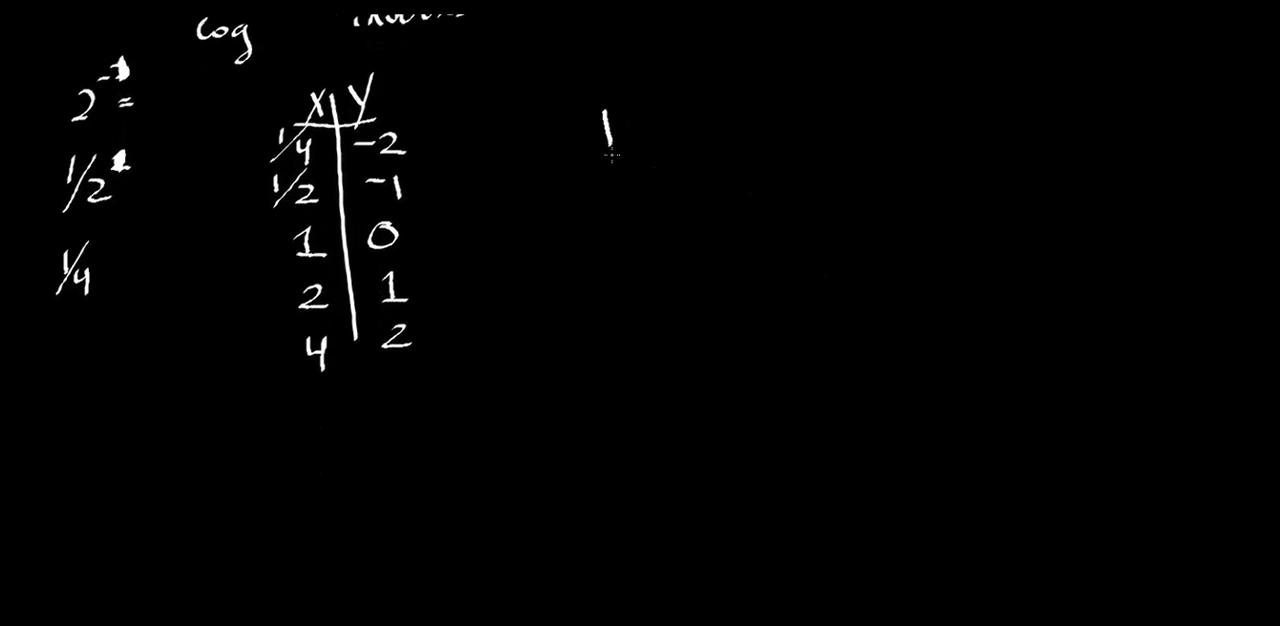 log
2^-1 =
1/2^1
1/4
x | y
1/4 | -2
1/2 | -1
1 | 0
2 | 1
4 | 2